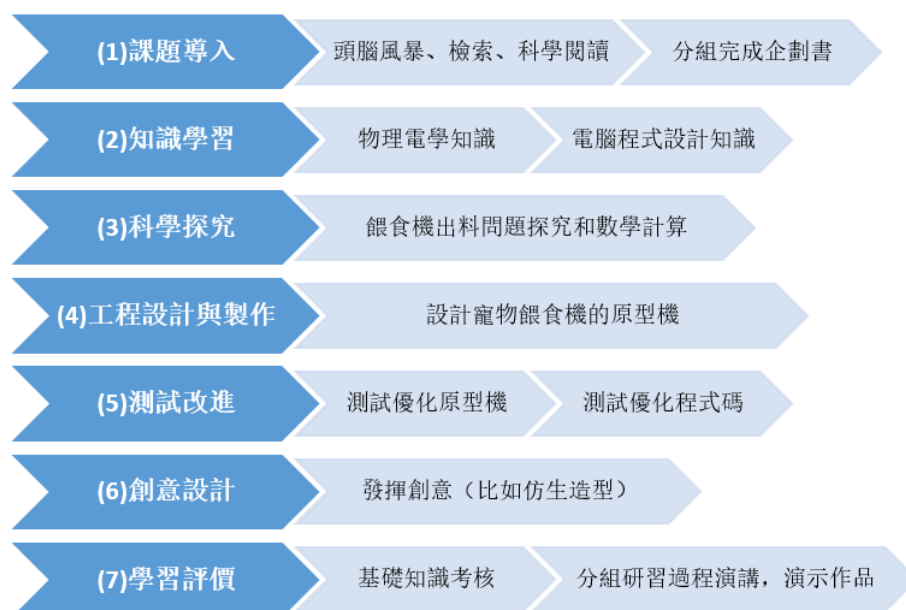 (1)課題導入 頭腦風暴、檢索、科學閱讀 分組完成企劃書
(2)知識學習 物理電學知識 電腦程式設計知識
(3)科學探究 餵食機出料問題探究和數學計算
(4)工程設計與製作 設計寵物餵食機的原型機
(5)測試改進 測試優化原型機 測試優化程式碼
(6)創意設計 發揮創意（比如仿生造型）
(7)學習評價 基礎知識考核 分組研習過程演講，演示作品